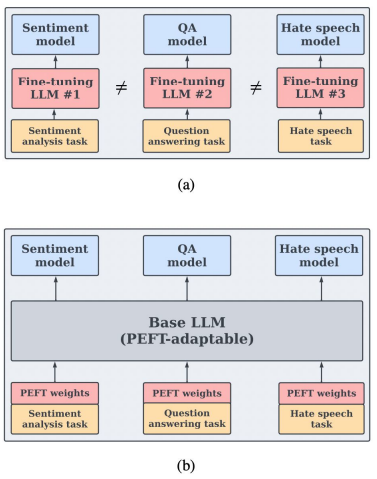 Sentiment model
QA model
Hate speech model
Fine-tuning LLM #1
≠
Fine-tuning LLM #2
≠
Fine-tuning LLM #3
Sentiment analysis task
Question answering task
Hate speech task
(a)
Sentiment model
QA model
Hate speech model
Base LLM
(PEFT-adaptable)
PEFT weights
PEFT weights
PEFT weights
Sentiment analysis task
Question answering task
Hate speech task
(b)